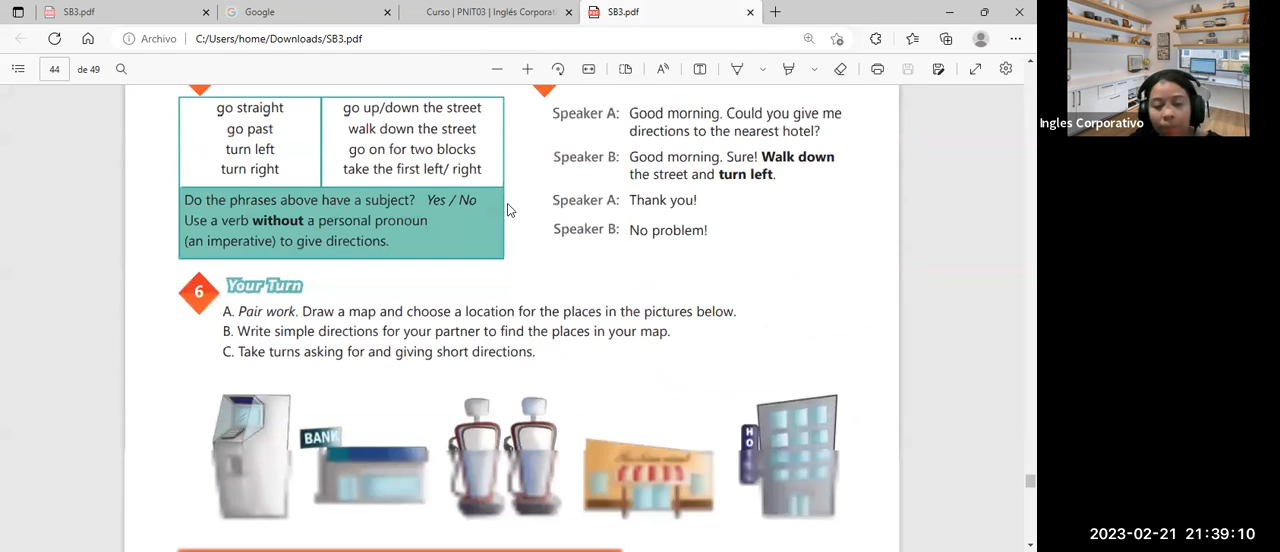 SB3.pdf
Google
Curso | PNIT03 | Inglés Corporati
SB3.pdf
Archivo
C:/Users/home/Downloads/SB3.pdf
44
de 49
go straight
go past
turn left
turn right
go up/down the street
walk down the street
go on for two blocks
take the first left/ right
Do the phrases above have a subject? Yes / No
Use a verb without a personal pronoun
(an imperative) to give directions.
Speaker A: Good morning. Could you give me
directions to the nearest hotel?
Speaker B: Good morning. Sure! Walk down
the street and turn left.
Speaker A: Thank you!
Speaker B: No problem!
6 Your Turn
A. Pair work. Draw a map and choose a location for the places in the pictures below.
B. Write simple directions for your partner to find the places in your map.
C. Take turns asking for and giving short directions.
BANK
HO
Ingles Corporativo
2023-02-21 21:39:10